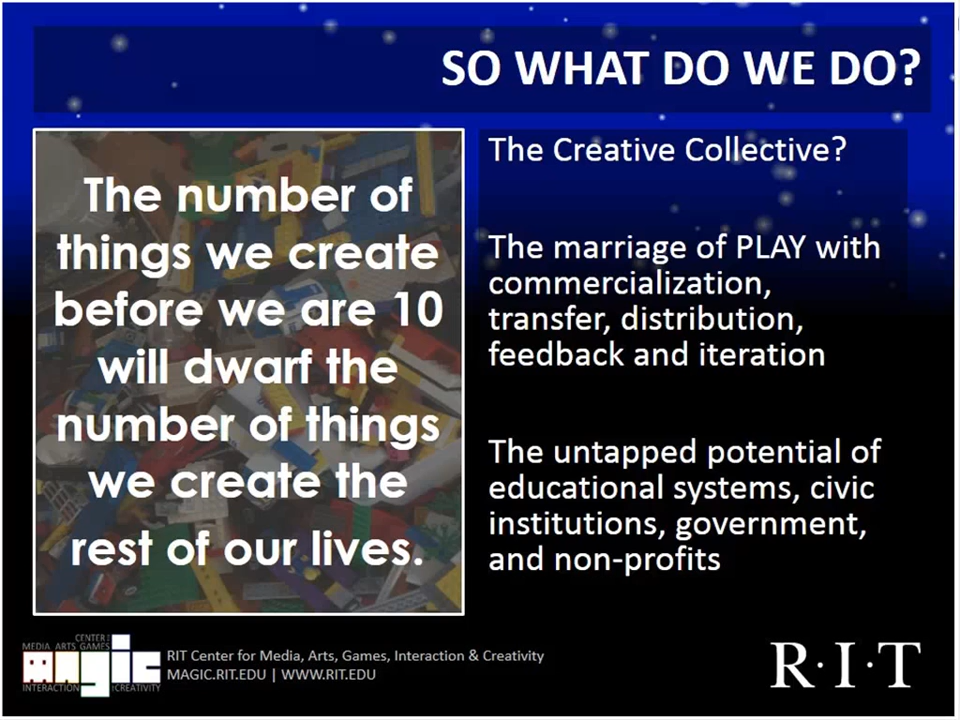 SO WHAT DO WE DO?
The number of
things we create
before we are 10
will dwarf the
number of things
we create the
rest of our lives.
The Creative Collective?
The marriage of PLAY with
commercialization,
transfer, distribution,
feedback and iteration
The untapped potential of
educational systems, civic
institutions, government,
and non-profits
CENTER for
MEDIA ARTS GAMES
magic
INTERACTION & CREATIVITY
RIT Center for Media, Arts, Games, Interaction & Creativity
MAGIC.RIT.EDU | WWW.RIT.EDU
R·I·T